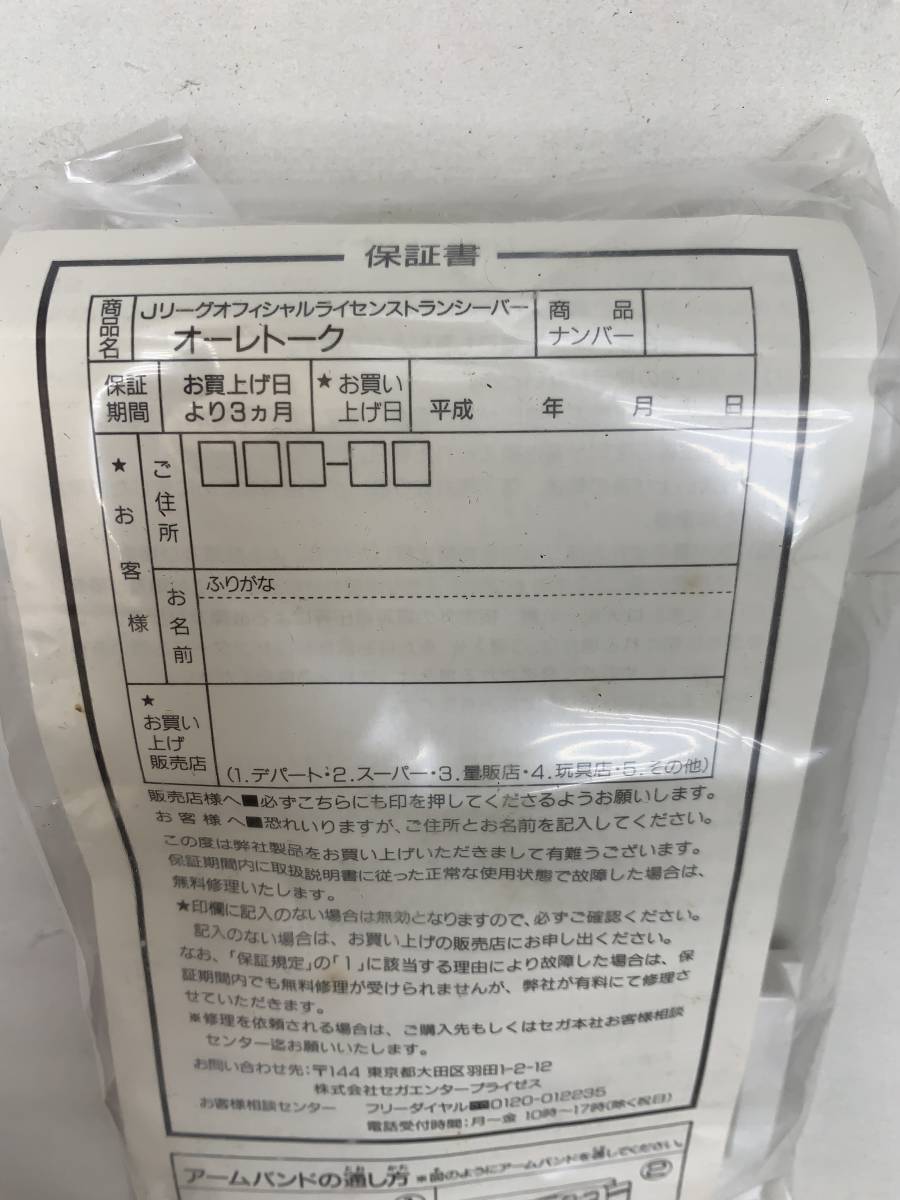 保証書
商品名
Jリーグオフィシャルライセンストランシーバー
オーレトーク
商品
ナンバー
保証
期間
お買上げ日
より3ヵ月
★お買い
上げ日
平成 年 月 日
★お客様
ご住所
□□□-□□
お名前
ふりがな
★
お買い
上げ
販売店
(1.デパート・2.スーパー・3.量販店・4.玩具店・5.その他)
販売店様へ■必ずこちらにも印を押してくださるようお願いします。
お客様へ■恐れいりますが、ご住所とお名前を記入してください。
この度は弊社製品をお買い上げいただきまして有難うございます。
保証期間内に取扱説明書に従った正常な使用状態で故障した場合は、
無料修理いたします。
★印欄に記入のない場合は無効となりますので、必ずご確認ください。
記入のない場合は、お買い上げの販売店にお申し出ください。
なお、「保証規定」の「1」に該当する理由により故障した場合は、保
証期間内でも無料修理が受けられませんが、弊社が有料にて修理さ
せていただきます。
※修理を依頼される場合は、ご購入先もしくはセガ本社お客様相談
センター迄お願いいたします。
お問い合わせ先:〒144 東京都大田区羽田1-2-12
株式会社セガエンタープライゼス
お客様相談センター フリーダイヤル 0120-012235
電話受付時間:月〜金 10時〜17時(除く祝日)
アームバンドの通し方 ※図のようにアームバンドを通してください。
②